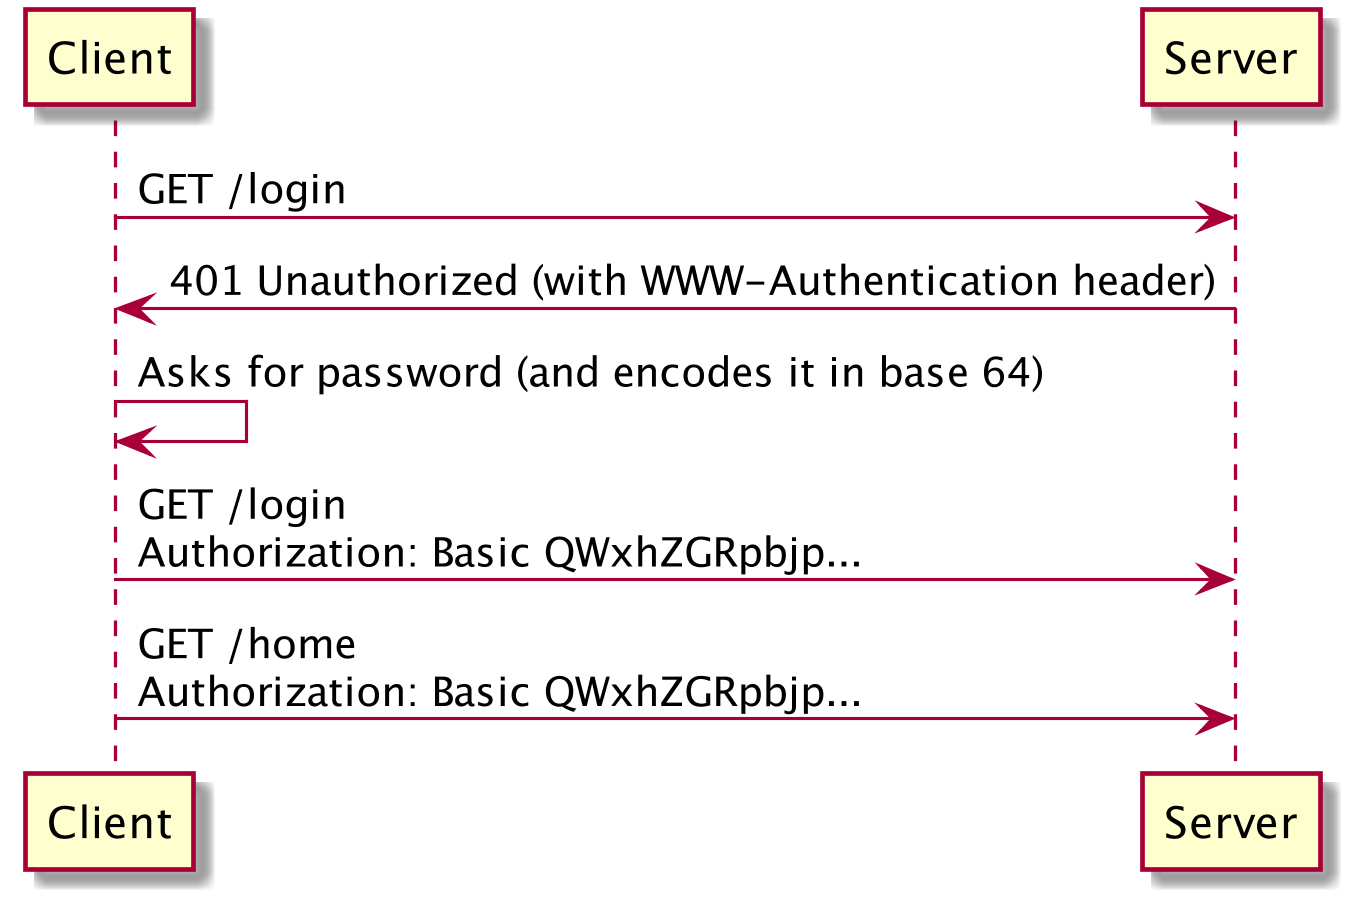 Client
Server
GET /login
401 Unauthorized (with WWW-Authentication header)
Asks for password (and encodes it in base 64)
GET /login
Authorization: Basic QWxhZGRpbjp...
GET /home
Authorization: Basic QWxhZGRpbjp...
Client
Server